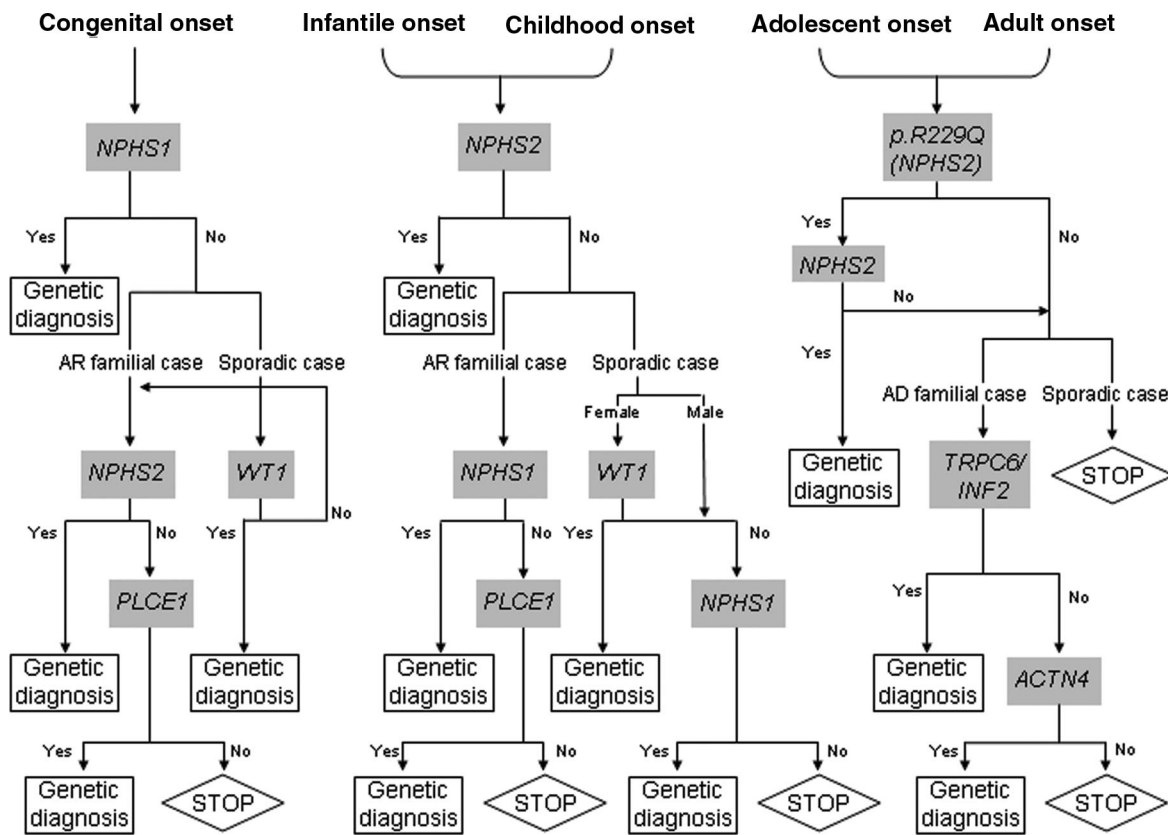 Congenital onset
Infantile onset
Childhood onset
Adolescent onset
Adult onset
NPHS1
Yes
No
Genetic
diagnosis
AR familial case
Sporadic case
NPHS2
WT1
Yes
No
Yes
No
PLCE1
Genetic
diagnosis
Genetic
diagnosis
Yes
No
Genetic
diagnosis
STOP
NPHS2
Yes
No
Genetic
diagnosis
AR familial case
Sporadic case
Female
Male
NPHS1
WT1
Yes
No
Yes
No
PLCE1
NPHS1
Genetic
diagnosis
Genetic
diagnosis
Yes
No
Yes
No
Genetic
diagnosis
STOP
Genetic
diagnosis
STOP
p.R229Q
(NPHS2)
Yes
No
NPHS2
No
Yes
AD familial case
Sporadic case
Genetic
diagnosis
TRPC6/
INF2
STOP
Yes
No
Genetic
diagnosis
ACTN4
Yes
No
Genetic
diagnosis
STOP